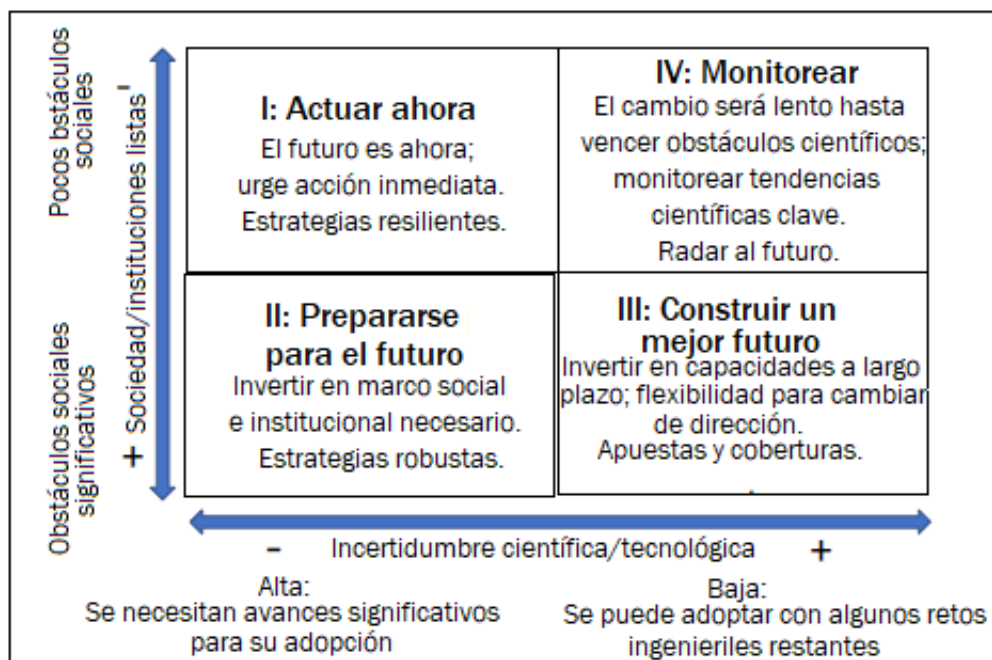 Pocos bstáculos
sociales
Obstáculos sociales
significativos
+ Sociedad/instituciones listas -
I: Actuar ahora
El futuro es ahora;
urge acción inmediata.
Estrategias resilientes.
IV: Monitorear
El cambio será lento hasta
vencer obstáculos científicos;
monitorear tendencias
científicas clave.
Radar al futuro.
II: Prepararse
para el futuro
Invertir en marco social
e institucional necesario.
Estrategias robustas.
III: Construir un
mejor futuro
Invertir en capacidades a largo
plazo; flexibilidad para cambiar
de dirección.
Apuestas y coberturas.
- Incertidumbre científica/tecnológica +
Alta:
Se necesitan avances significativos
para su adopción
Baja:
Se puede adoptar con algunos retos
ingenieriles restantes